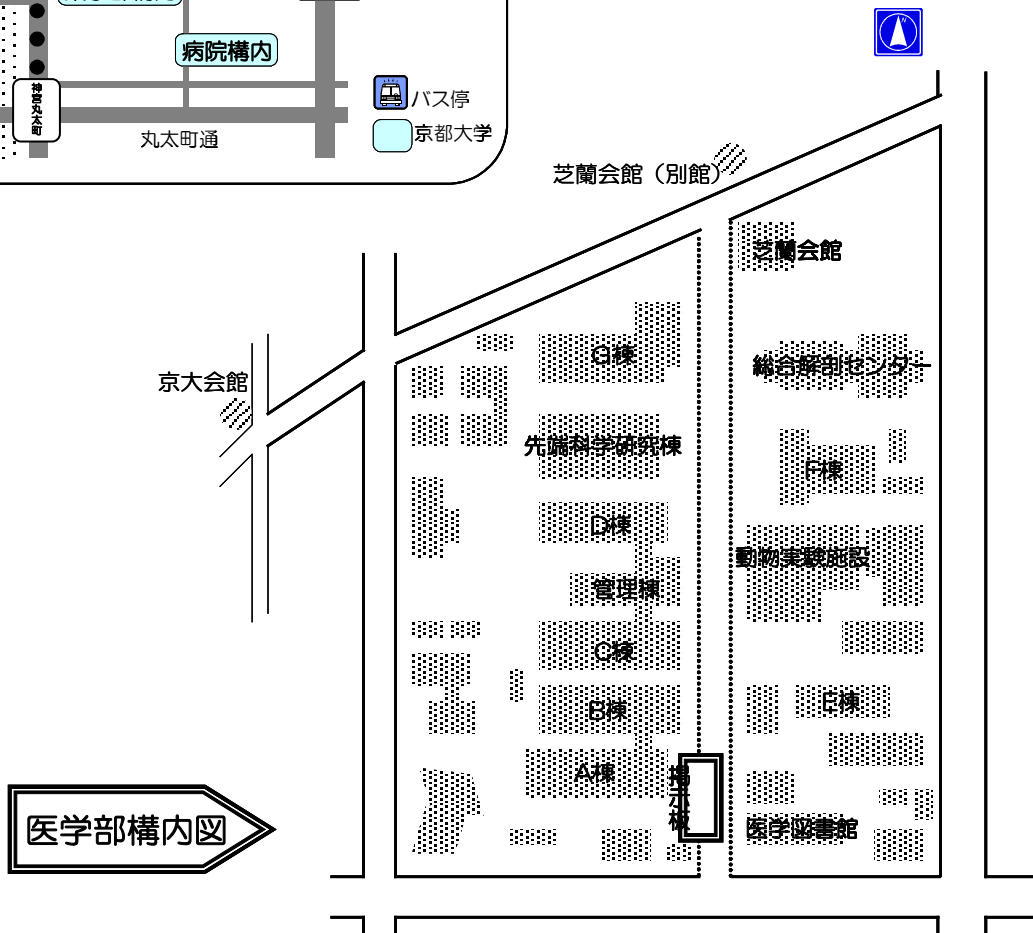 病院構内
神宮丸太町
バス停
京都大学
丸太町通
N
芝蘭会館（別館）
芝蘭会館
G棟
総合解剖センター
京大会館
先端科学研究棟
F棟
D棟
動物実験施設
管理棟
C棟
E棟
B棟
A棟
掲示板
医学部構内図
医学図書館